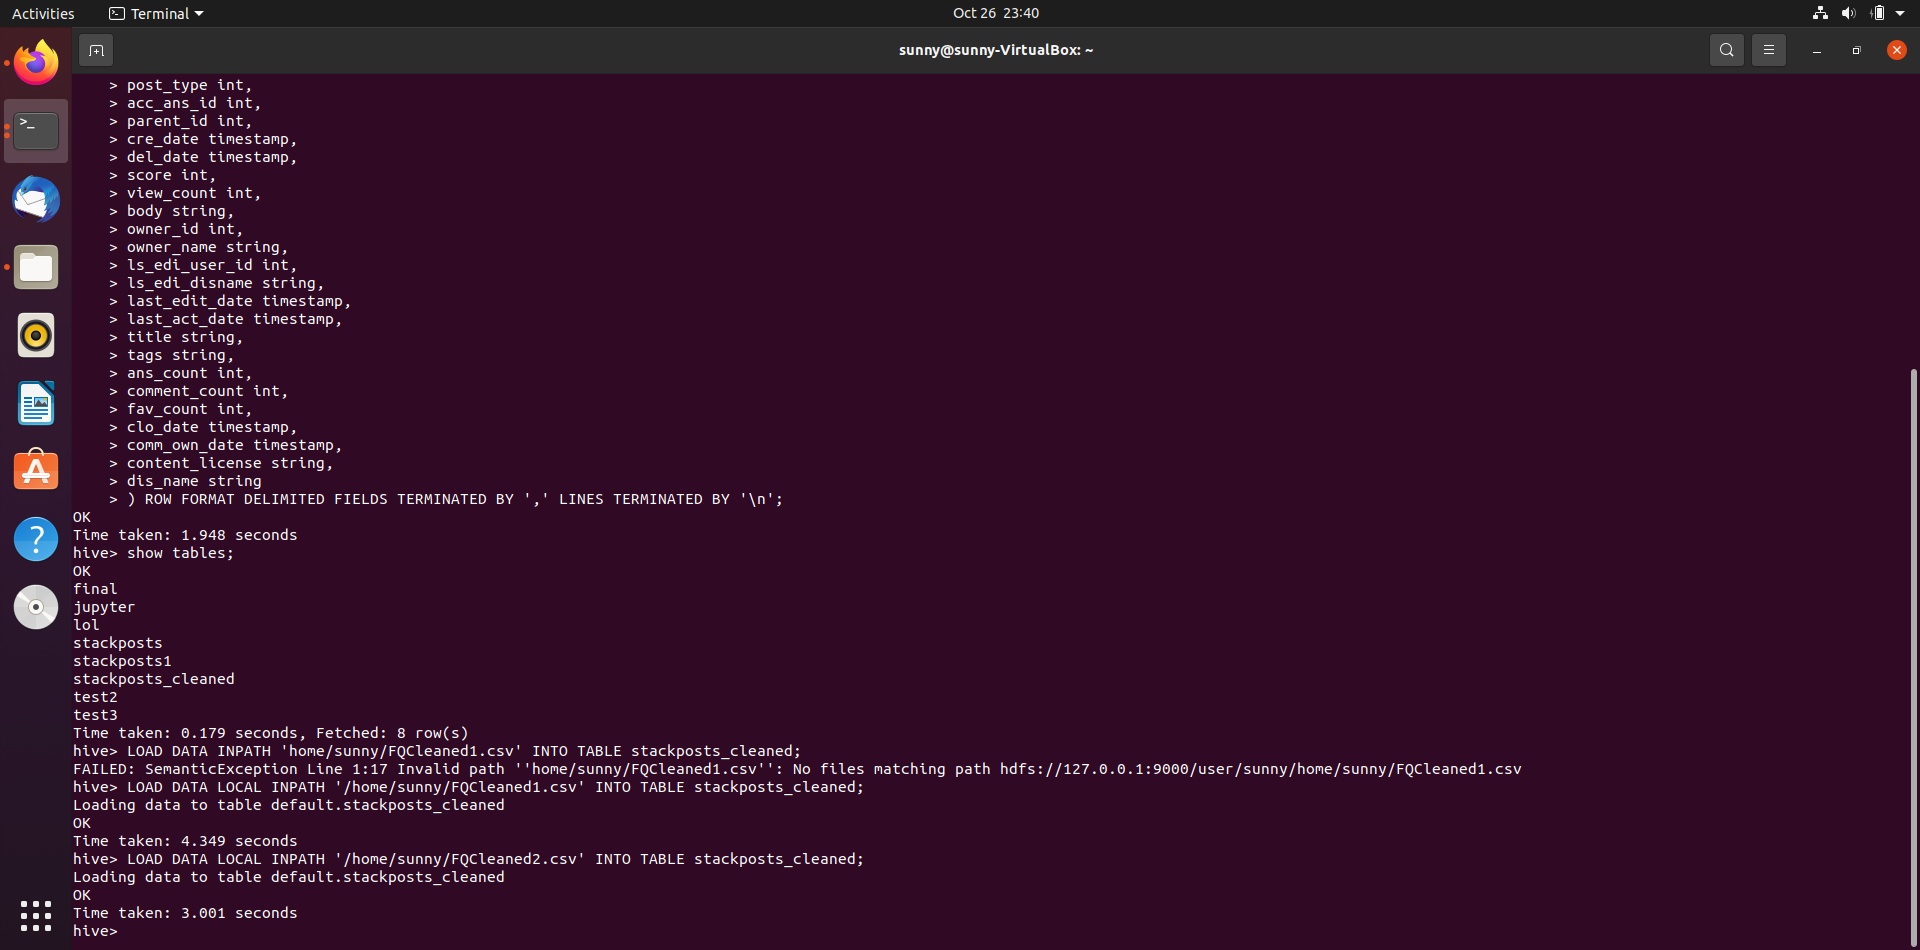 Activities
Terminal
Oct 26 23:40
sunny@sunny-VirtualBox: ~
> post_type int,
> acc_ans_id int,
> parent_id int,
> cre_date timestamp,
> del_date timestamp,
> score int,
> view_count int,
> body string,
> owner_id int,
> owner_name string,
> ls_edi_user_id int,
> ls_edi_disname string,
> last_edit_date timestamp,
> last_act_date timestamp,
> title string,
> tags string,
> ans_count int,
> comment_count int,
> fav_count int,
> clo_date timestamp,
> comm_own_date timestamp,
> content_license string,
> dis_name string
> ) ROW FORMAT DELIMITED FIELDS TERMINATED BY ',' LINES TERMINATED BY '\n';
OK
Time taken: 1.948 seconds
hive> show tables;
OK
final
jupyter
lol
stackposts
stackposts1
stackposts_cleaned
test2
test3
Time taken: 0.179 seconds, Fetched: 8 row(s)
hive> LOAD DATA INPATH 'home/sunny/FQCleaned1.csv' INTO TABLE stackposts_cleaned;
FAILED: SemanticException Line 1:17 Invalid path ''home/sunny/FQCleaned1.csv'': No files matching path hdfs://127.0.0.1:9000/user/sunny/home/sunny/FQCleaned1.csv
hive> LOAD DATA LOCAL INPATH '/home/sunny/FQCleaned1.csv' INTO TABLE stackposts_cleaned;
Loading data to table default.stackposts_cleaned
OK
Time taken: 4.349 seconds
hive> LOAD DATA LOCAL INPATH '/home/sunny/FQCleaned2.csv' INTO TABLE stackposts_cleaned;
Loading data to table default.stackposts_cleaned
OK
Time taken: 3.001 seconds
hive>